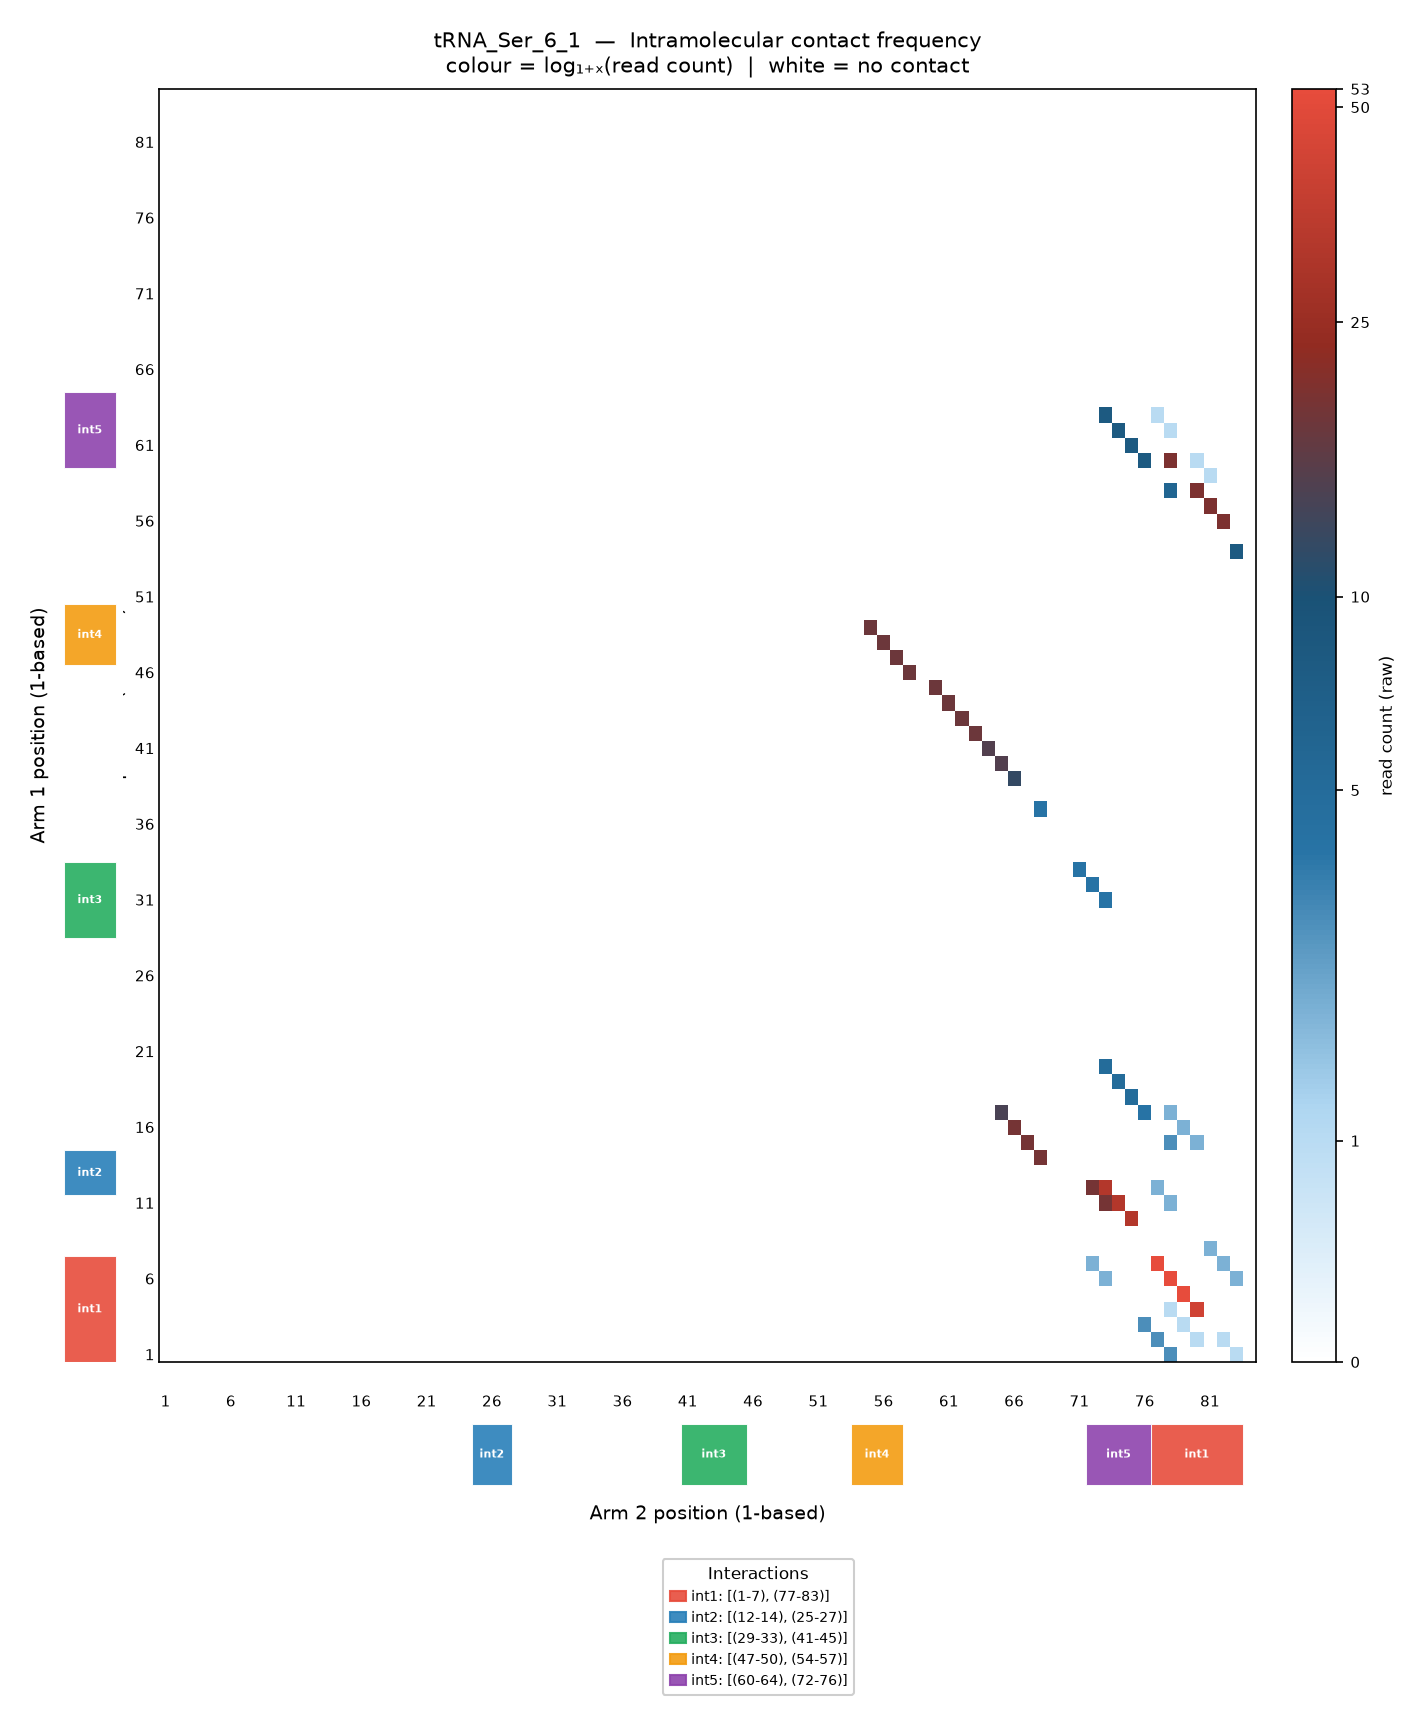 tRNA_Ser_6_1 — Intramolecular contact frequency
colour = log₁₊ₓ(read count) | white = no contact
81
76
71
66
61
56
51
46
41
36
31
26
21
16
11
6
1
int5
int4
int3
int2
int1
Arm 1 position (1-based)
1 6 11 16 21 26 31 36 41 46 51 56 61 66 71 76 81
int2 int3 int4 int5 int1
Arm 2 position (1-based)
53
50
25
10
5
1
0
read count (raw)
Interactions
int1: [(1-7), (77-83)]
int2: [(12-14), (25-27)]
int3: [(29-33), (41-45)]
int4: [(47-50), (54-57)]
int5: [(60-64), (72-76)]